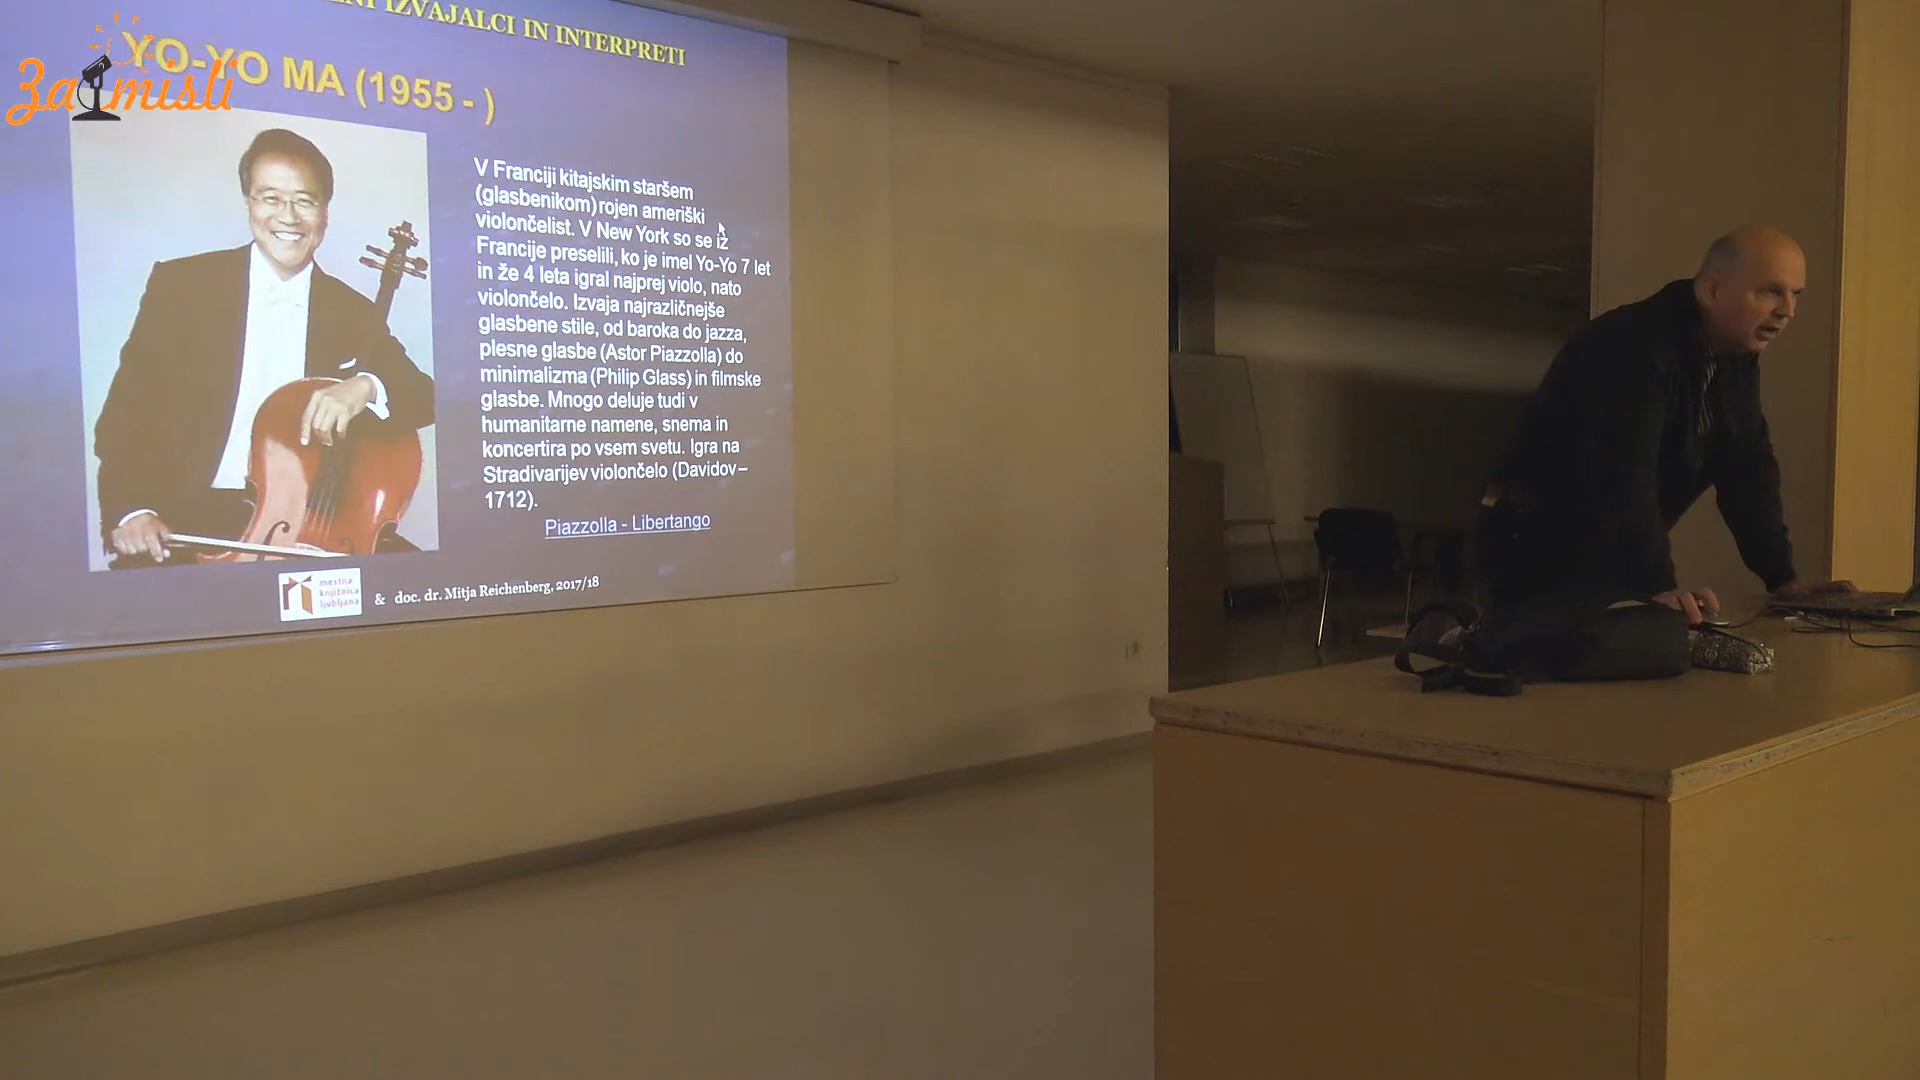 IZVAJALCI IN INTERPRETI
Zamisli
YO-YO MA (1955 - )
V Franciji kitajskim staršem
(glasbenikom) rojen ameriški
violončelist. V New York so se iz
Francije preselili, ko je imel Yo-Yo 7 let
in že 4 leta igral najprej violo, nato
violončelo. Izvaja najrazličnejše
glasbene stile, od baroka do jazza,
plesne glasbe (Astor Piazzolla) do
minimalizma (Philip Glass) in filmske
glasbe. Mnogo deluje tudi v
humanitarne namene, snema in
koncertira po vsem svetu. Igra na
Stradivarijev violončelo (Davidov –
1712).
Piazzolla - Libertango
mestna
knjižnica
ljubljana
& doc. dr. Mitja Reichenberg, 2017/18